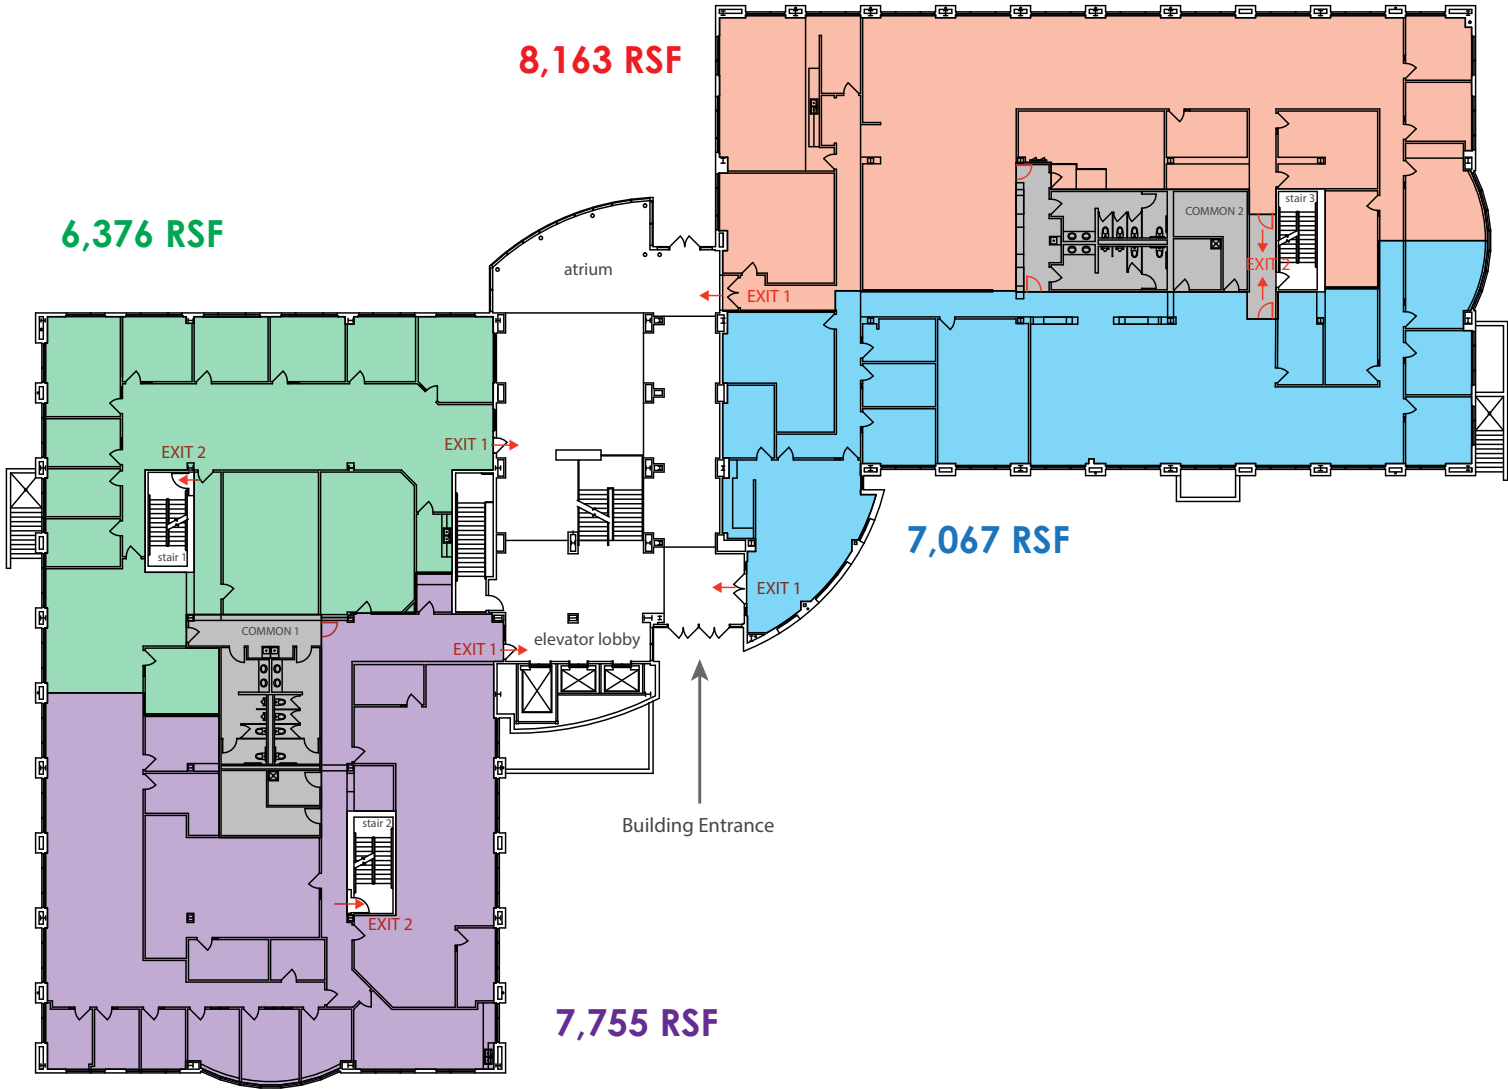 8,163 RSF
6,376 RSF
stair 3
COMMON 2
atrium
EXIT 2
EXIT 1
EXIT 1
EXIT 2
7,067 RSF
stair 1
EXIT 1
COMMON 1
elevator lobby
EXIT 1
stair 2
Building Entrance
EXIT 2
7,755 RSF